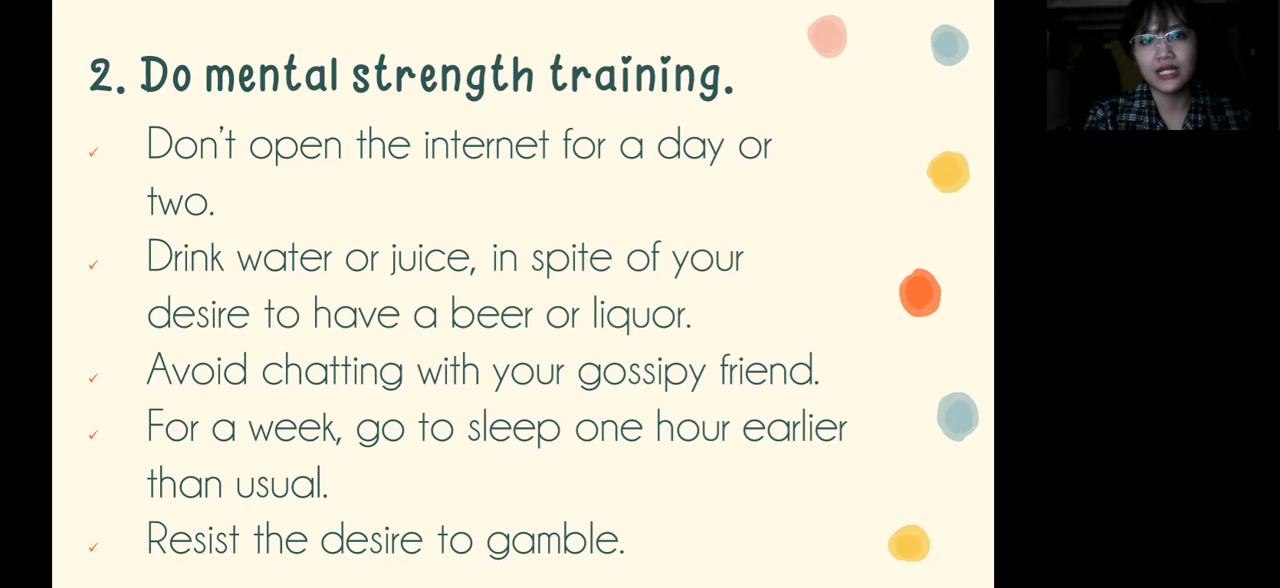 2. Do mental strength training.
Don't open the internet for a day or
two.
Drink water or juice, in spite of your
desire to have a beer or liquor.
Avoid chatting with your gossipy friend.
For a week, go to sleep one hour earlier
than usual.
Resist the desire to gamble.